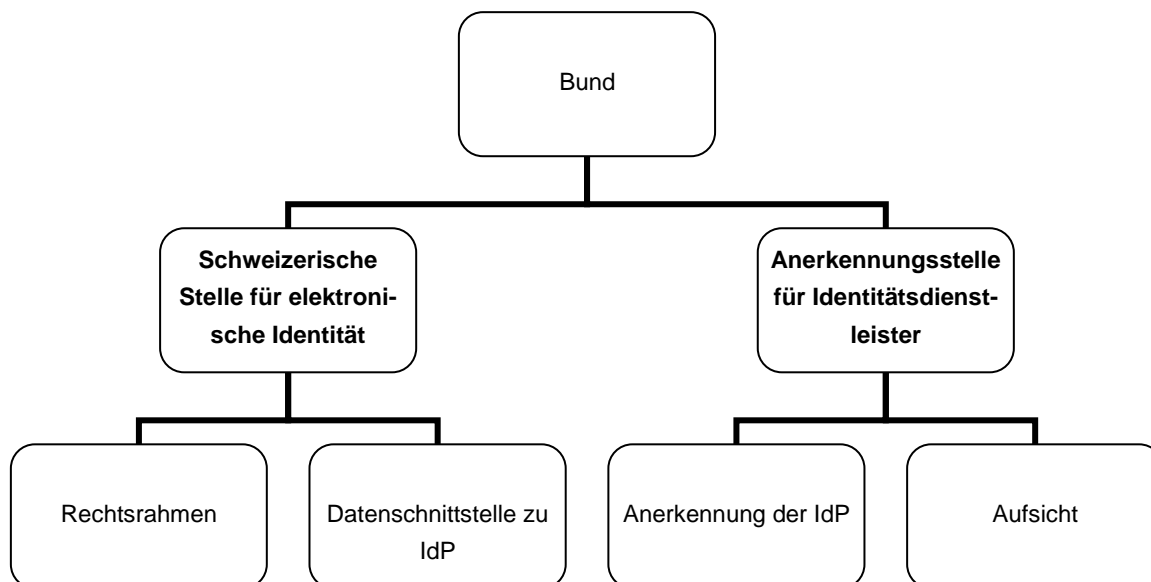 Bund
Schweizerische
Stelle für elektroni-
sche Identität
Anerkennungsstelle
für Identitätsdienst-
leister
Rechtsrahmen
Datenschnittstelle zu
IdP
Anerkennung der IdP
Aufsicht